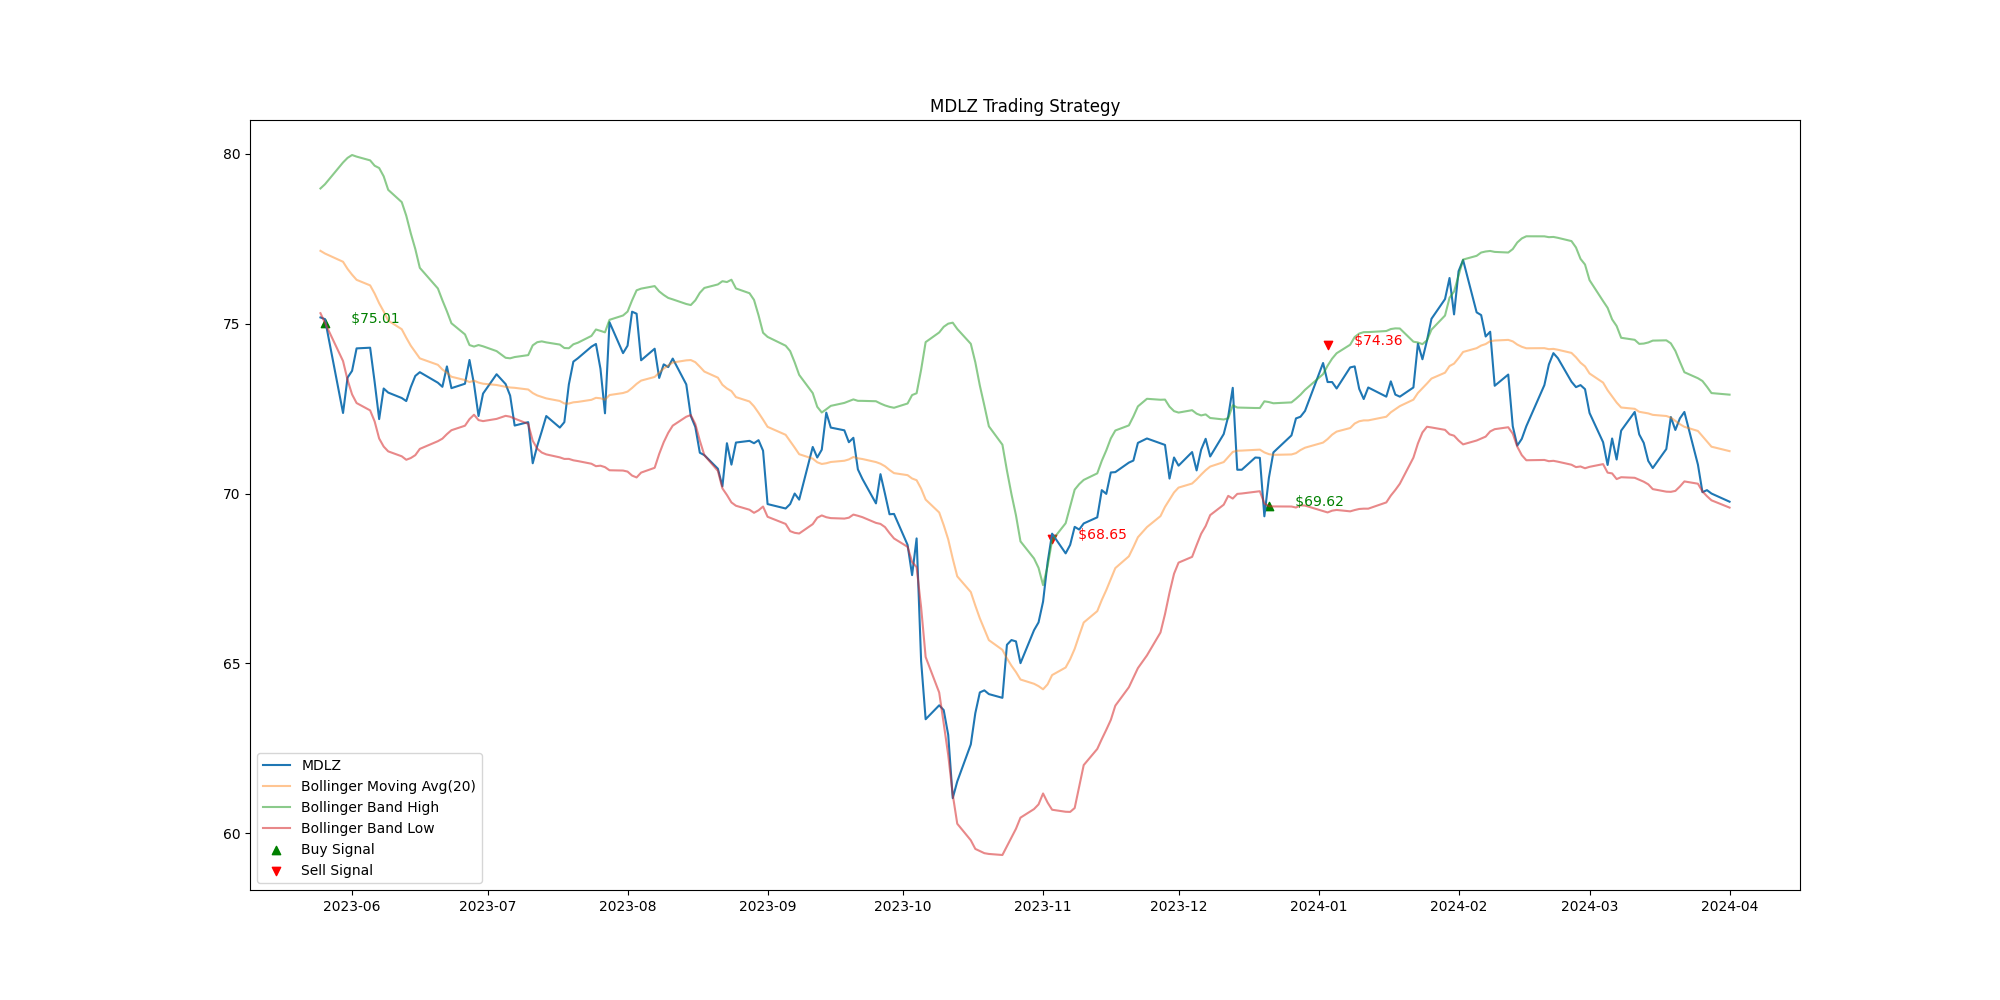 MDLZ Trading Strategy
80
75
70
65
60
$75.01
$74.36
$69.62
$68.65
MDLZ
Bollinger Moving Avg(20)
Bollinger Band High
Bollinger Band Low
Buy Signal
Sell Signal
2023-06 2023-07 2023-08 2023-09 2023-10 2023-11 2023-12 2024-01 2024-02 2024-03 2024-04